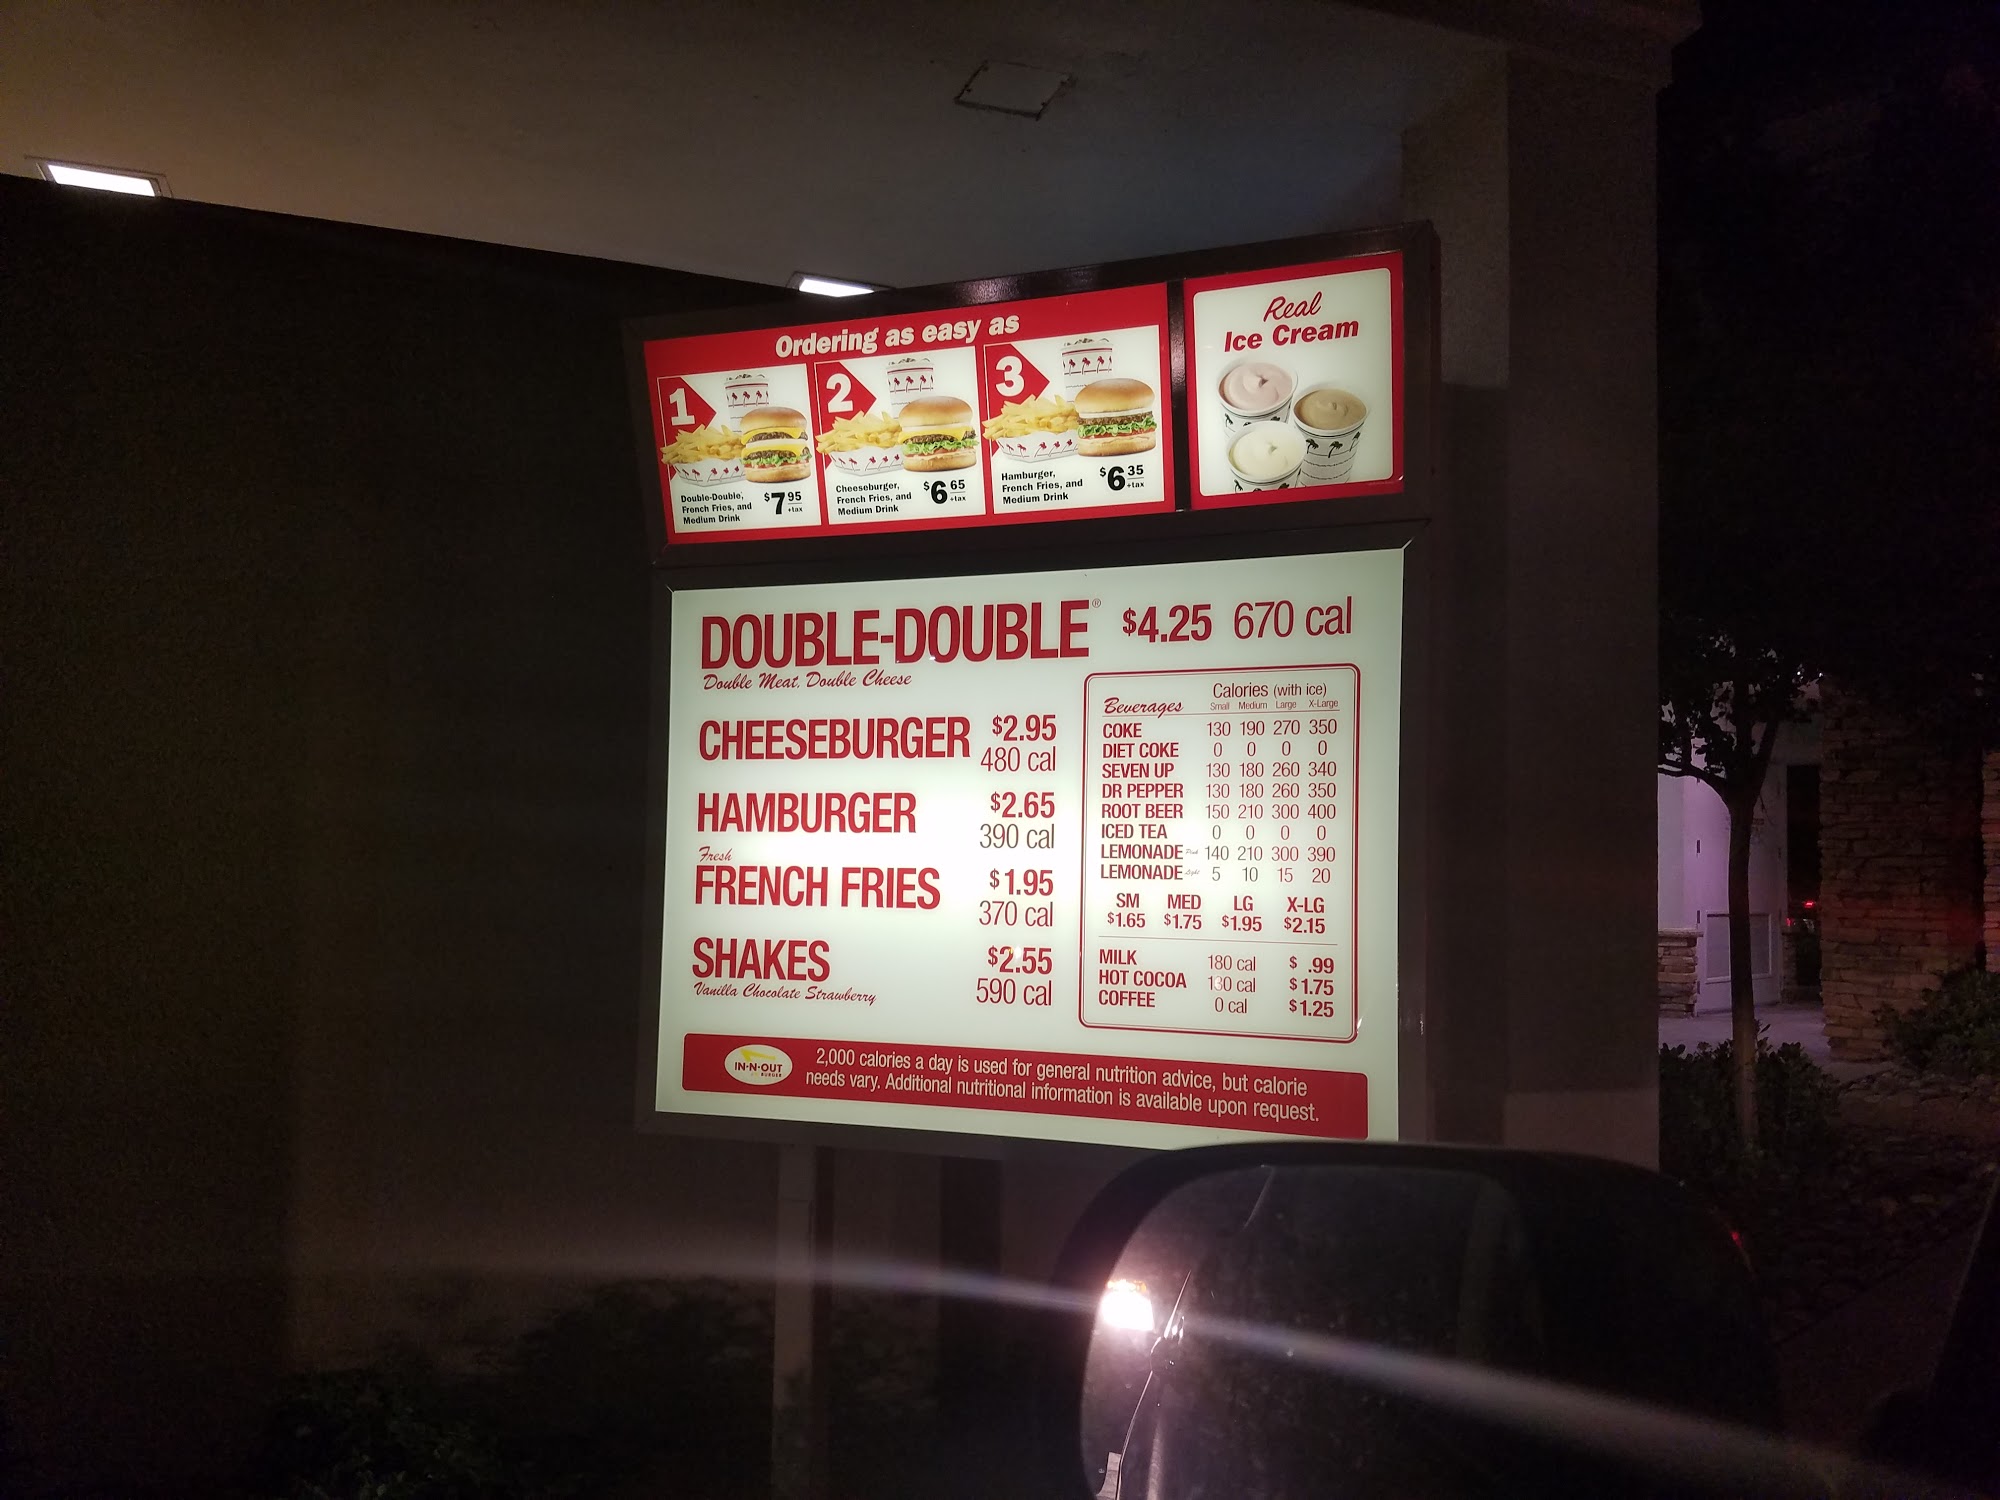 Ordering as easy as
1
Double-Double,
French Fries, and
Medium Drink
$7 95
+tax
2
Cheeseburger,
French Fries, and
Medium Drink
$6 65
+tax
3
Hamburger,
French Fries, and
Medium Drink
$6 35
+tax
Real
Ice Cream
DOUBLE-DOUBLE® $4.25 670 cal
Double Meat, Double Cheese
CHEESEBURGER $2.95
480 cal
HAMBURGER $2.65
390 cal
Fresh
FRENCH FRIES $1.95
370 cal
SHAKES $2.55
Vanilla Chocolate Strawberry 590 cal
Calories (with ice)
Beverages Small Medium Large X-Large
COKE 130 190 270 350
DIET COKE 0 0 0 0
SEVEN UP 130 180 260 340
DR PEPPER 130 180 260 350
ROOT BEER 150 210 300 400
ICED TEA 0 0 0 0
LEMONADE Pink 140 210 300 390
LEMONADE Light 5 10 15 20
SM MED LG X-LG
$1.65 $1.75 $1.95 $2.15
MILK 180 cal $ .99
HOT COCOA 130 cal $1.75
COFFEE 0 cal $1.25
IN-N-OUT
BURGER
2,000 calories a day is used for general nutrition advice, but calorie
needs vary. Additional nutritional information is available upon request.